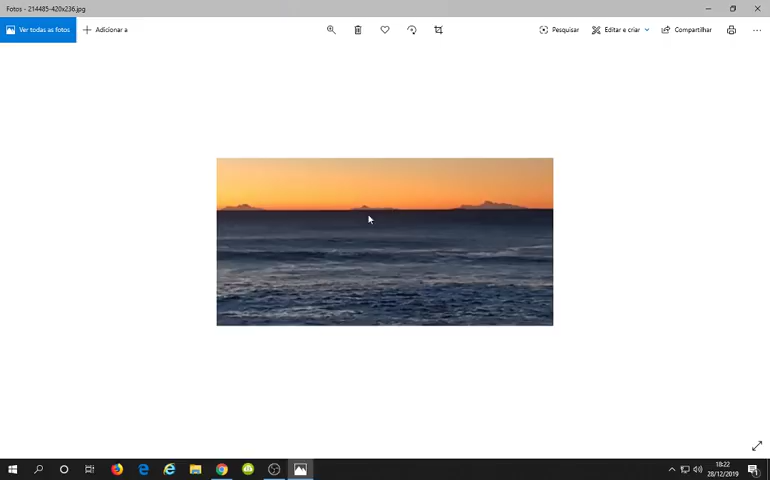 Fotos - 214485-420x236.jpg
Ver todas as fotos
Adicionar a
Pesquisar
Editar e criar
Compartilhar
18:22
28/12/2019